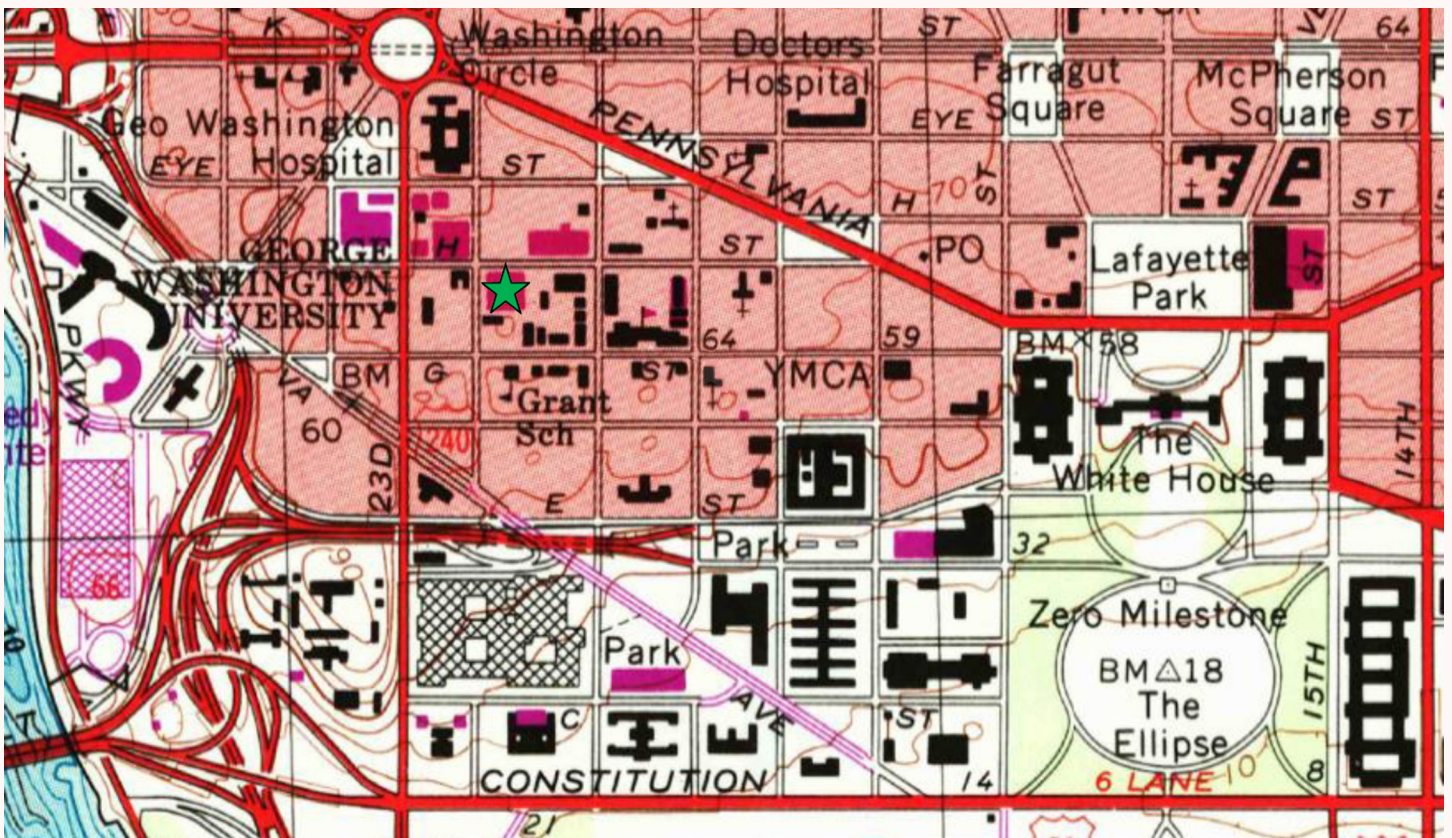 K
Washington
Circle
Doctors
Hospital
ST
64
Farragut
Square
McPherson
Square
ST
Geo Washington
Hospital
EYE
ST
PENNSYLVANIA
EYE
ST
H
70
ST
GEORGE
WASHINGTON
UNIVERSITY
H
ST
PO
Lafayette
Park
ST
PKWY
VA
BM
60
G
ST
64
59
YMCA
BM × 58
Grant
Sch
240
23D
E
ST
The
White House
14TH
66
60
Park
32
Zero Milestone
BM △ 18
The
Ellipse
15TH
Park
AVE
C
ST
CONSTITUTION
14
6 LANE
10
8
21